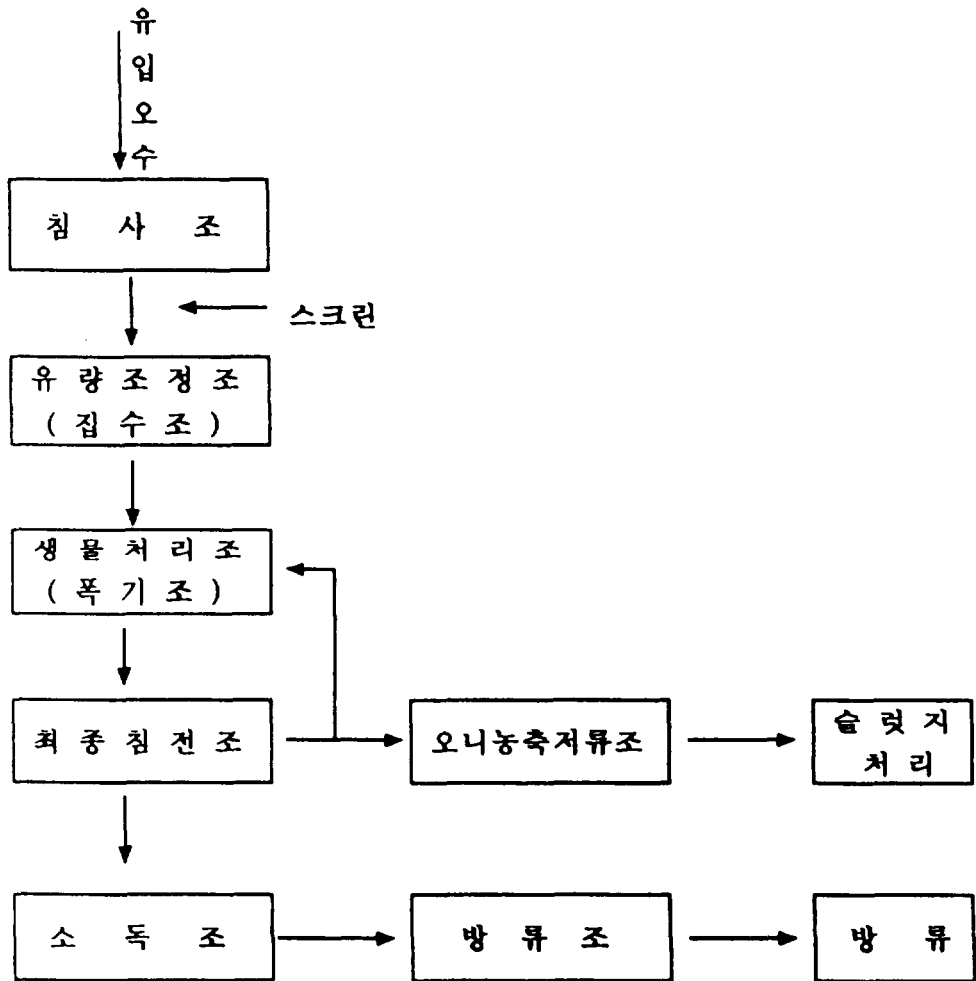 유입오수
침 사 조
스크린
유 량 조 정 조
( 집 수 조 )
생 물 처 리 조
( 폭 기 조 )
최 종 침 전 조
오니농축저류조
슬 럿 지
처 리
소 독 조
방 류 조
방 류